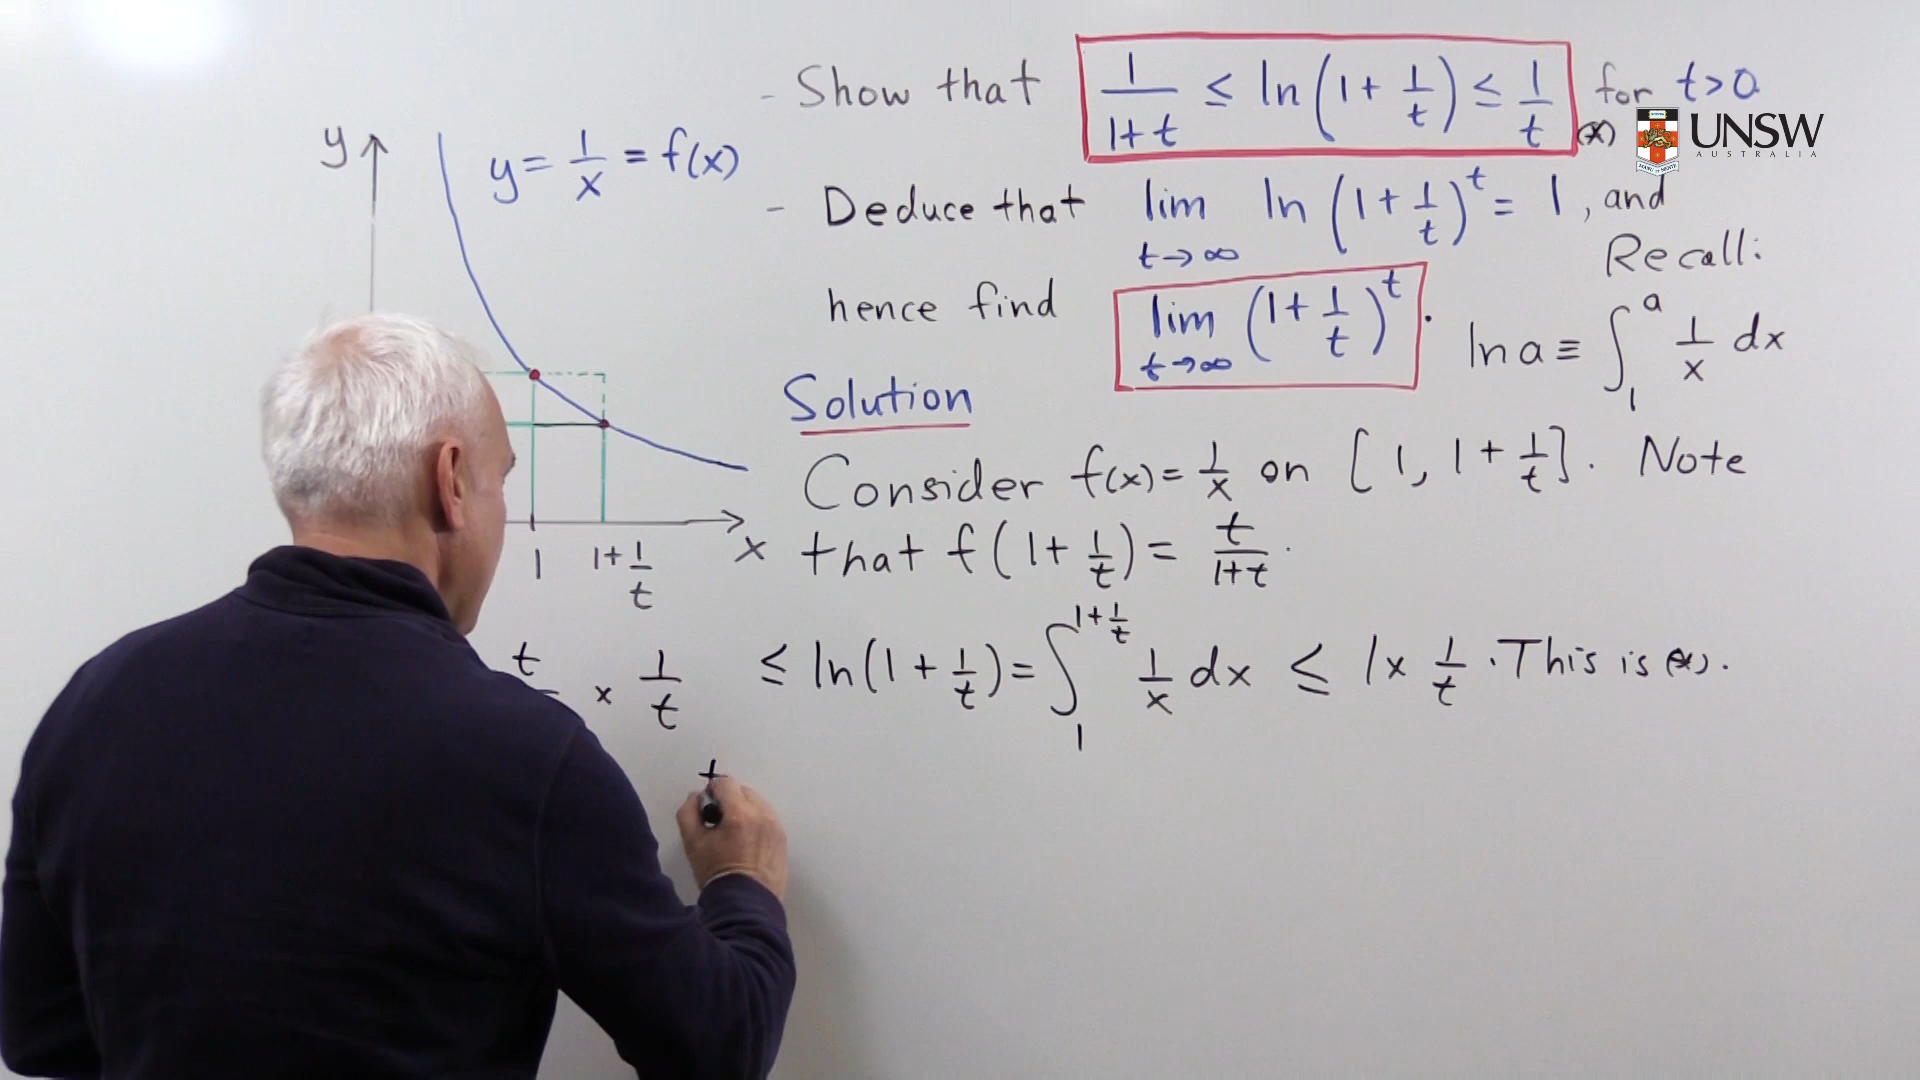 - Show that 1/(1+t) ≤ ln(1 + 1/t) ≤ 1/t for t>0
(*)
UNSW
AUSTRALIA
- Deduce that lim t→∞ ln(1 + 1/t)^t = 1, and
hence find lim t→∞ (1 + 1/t)^t.
Recall:
ln a ≡ ∫_1^a 1/x dx
y
y = 1/x = f(x)
1
1 + 1/t
x
Solution
Consider f(x) = 1/x on [1, 1 + 1/t]. Note
that f(1 + 1/t) = t/(1+t).
t × 1/t ≤ ln(1 + 1/t) = ∫_1^{1+1/t} 1/x dx ≤ 1 × 1/t. This is (*).
t